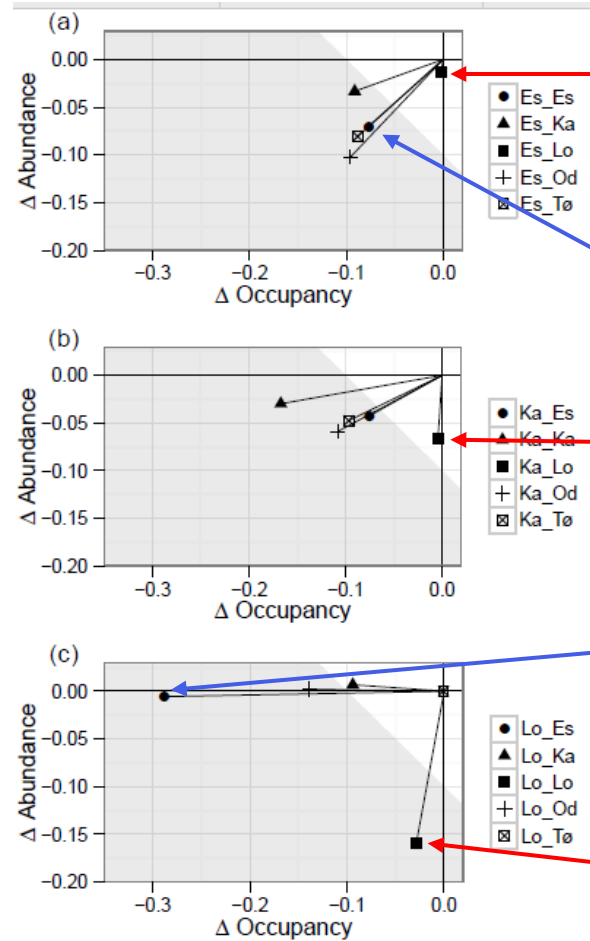 (a)
0.00
−0.05
−0.10
−0.15
−0.20
Δ Abundance
−0.3 −0.2 −0.1 0.0
Δ Occupancy
Es_Es
Es_Ka
Es_Lo
Es_Od
Es_Tø
(b)
0.00
−0.05
−0.10
−0.15
−0.20
Δ Abundance
−0.3 −0.2 −0.1 0.0
Δ Occupancy
Ka_Es
Ka_Ka
Ka_Lo
Ka_Od
Ka_Tø
(c)
0.00
−0.05
−0.10
−0.15
−0.20
Δ Abundance
−0.3 −0.2 −0.1 0.0
Δ Occupancy
Lo_Es
Lo_Ka
Lo_Lo
Lo_Od
Lo_Tø